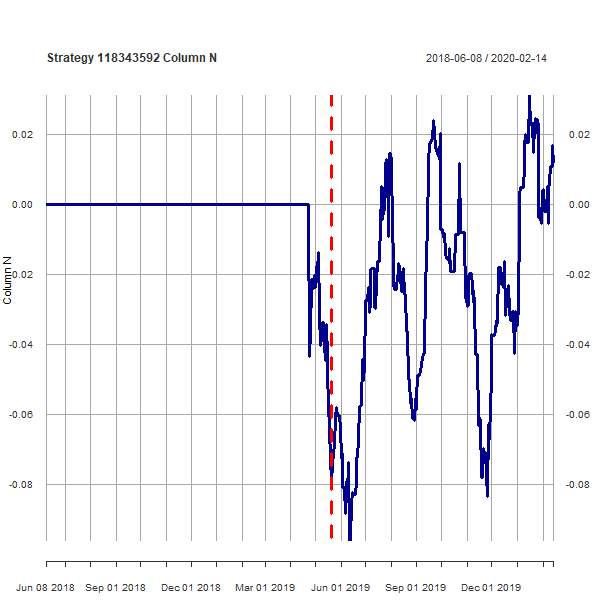 Strategy 118343592 Column N
2018-06-08 / 2020-02-14
0.02 0.02
0.00 0.00
-0.02 -0.02
-0.04 -0.04
-0.06 -0.06
-0.08 -0.08
Column N
Jun 08 2018 Sep 01 2018 Dec 01 2018 Mar 01 2019 Jun 01 2019 Sep 01 2019 Dec 01 2019